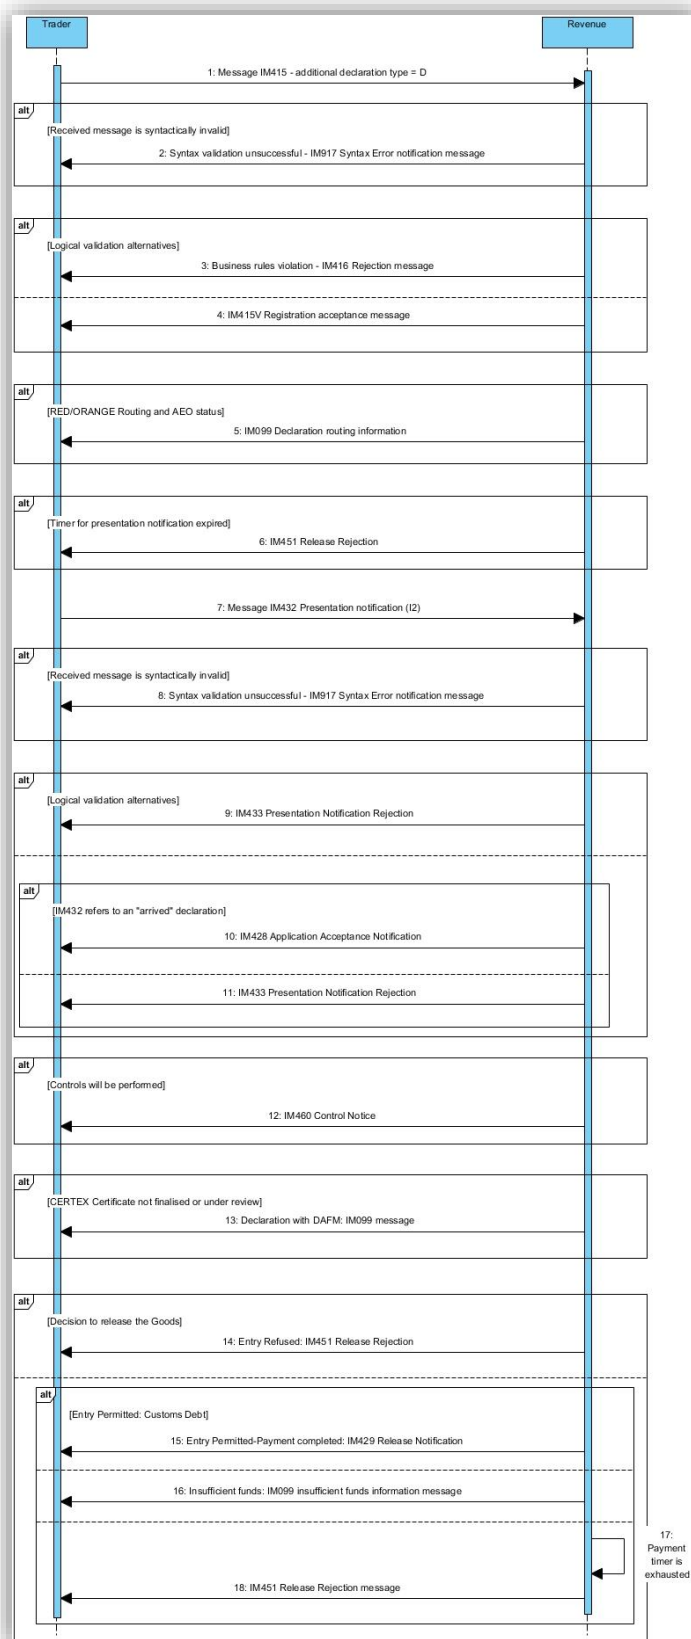 Trader Revenue
1: Message IM415 - additional declaration type = D
alt
[Received message is syntactically invalid]
2: Syntax validation unsuccessful - IM917 Syntax Error notification message
alt
[Logical validation alternatives]
3: Business rules violation - IM416 Rejection message
4: IM415V Registration acceptance message
alt
[RED/ORANGE Routing and AEO status]
5: IM099 Declaration routing information
alt
[Timer for presentation notification expired]
6: IM451 Release Rejection
7: Message IM432 Presentation notification (I2)
alt
[Received message is syntactically invalid]
8: Syntax validation unsuccessful - IM917 Syntax Error notification message
alt
[Logical validation alternatives]
9: IM433 Presentation Notification Rejection
alt
[IM432 refers to an "arrived" declaration]
10: IM428 Application Acceptance Notification
11: IM433 Presentation Notification Rejection
alt
[Controls will be performed]
12: IM460 Control Notice
alt
[CERTEX Certificate not finalised or under review]
13: Declaration with DAFM: IM099 message
alt
[Decision to release the Goods]
14: Entry Refused: IM451 Release Rejection
alt
[Entry Permitted: Customs Debt]
15: Entry Permitted-Payment completed: IM429 Release Notification
16: Insufficient funds: IM099 insufficient funds information message
17:
Payment
timer is
exhausted
18: IM451 Release Rejection message